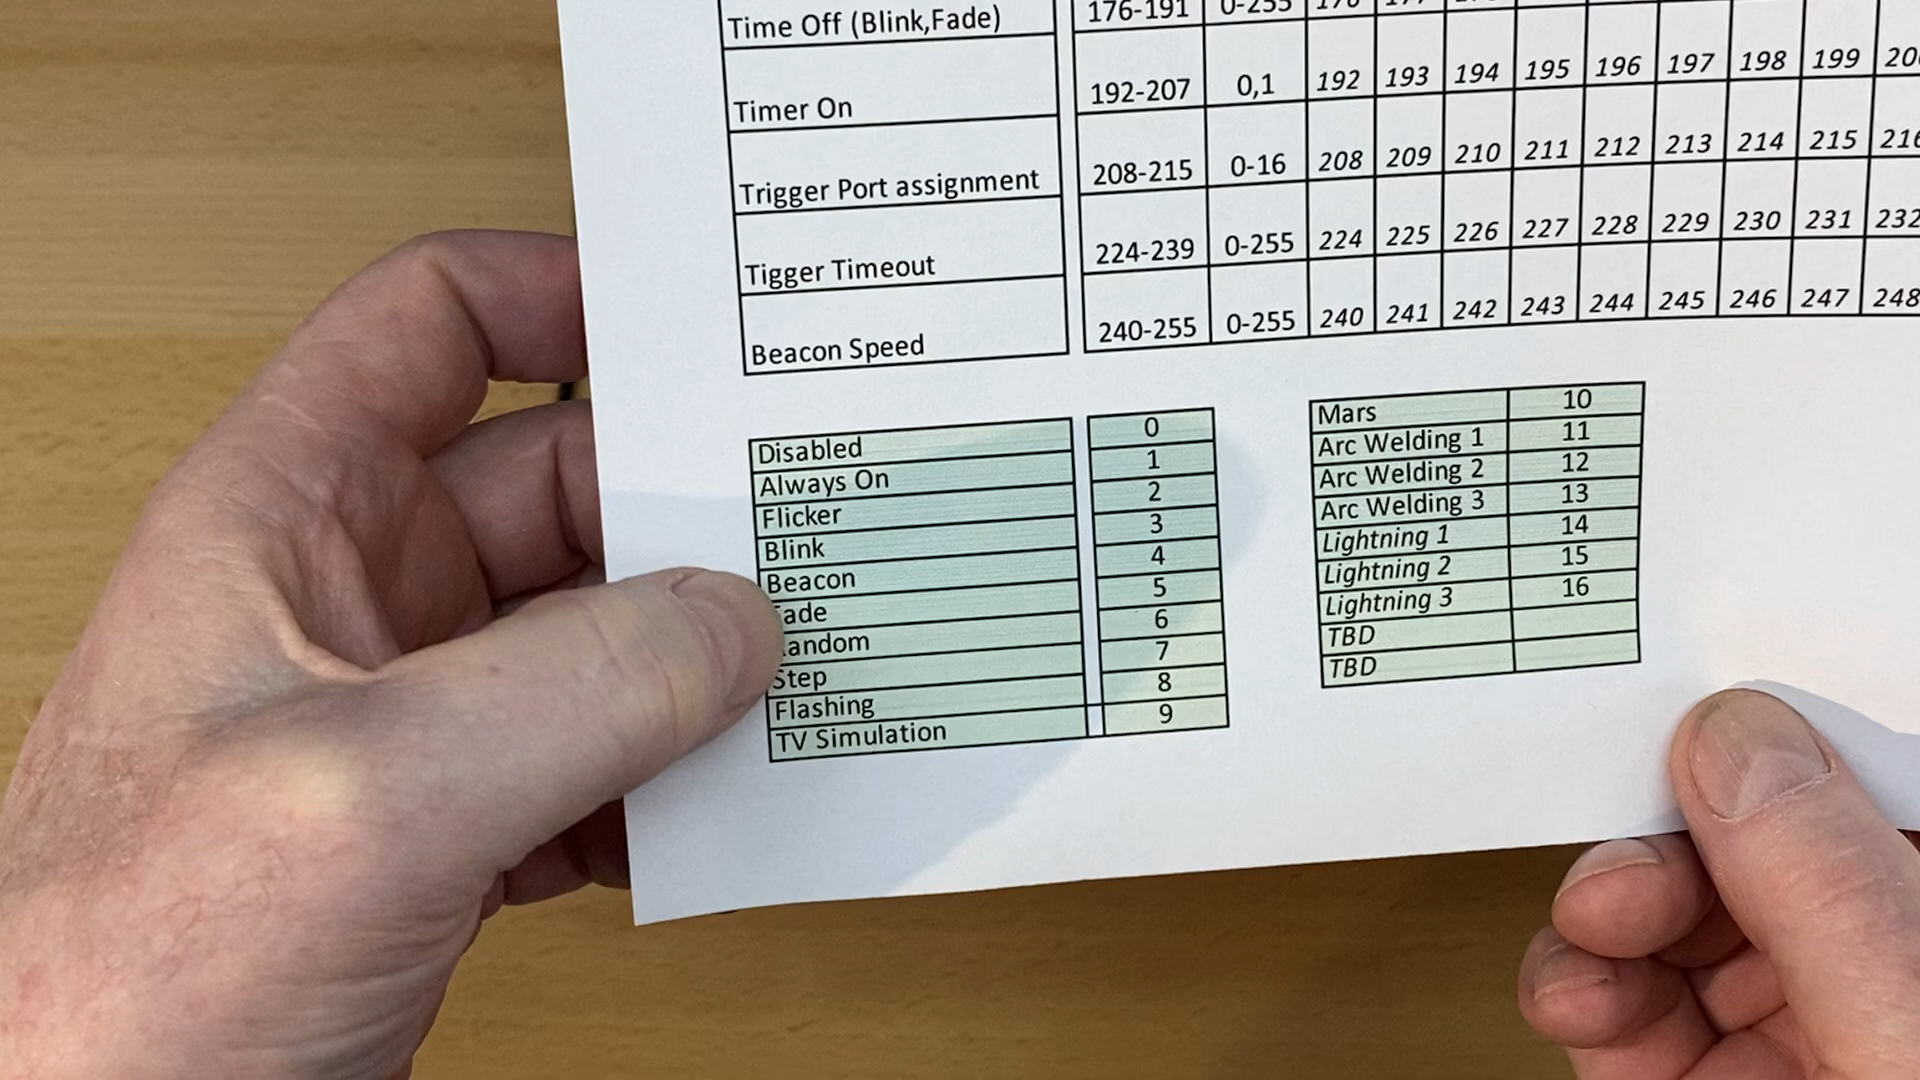 Time Off (Blink,Fade) 176-191 0-255
Timer On 192-207 0,1 192 193 194 195 196 197 198 199
Trigger Port assignment 208-215 0-16 208 209 210 211 212 213 214 215 216
Tigger Timeout 224-239 0-255 224 225 226 227 228 229 230 231 232
Beacon Speed 240-255 0-255 240 241 242 243 244 245 246 247 248
Disabled 0
Always On 1
Flicker 2
Blink 3
Beacon 4
ade 5
andom 6
Step 7
Flashing 8
TV Simulation 9
Mars 10
Arc Welding 1 11
Arc Welding 2 12
Arc Welding 3 13
Lightning 1 14
Lightning 2 15
Lightning 3 16
TBD
TBD